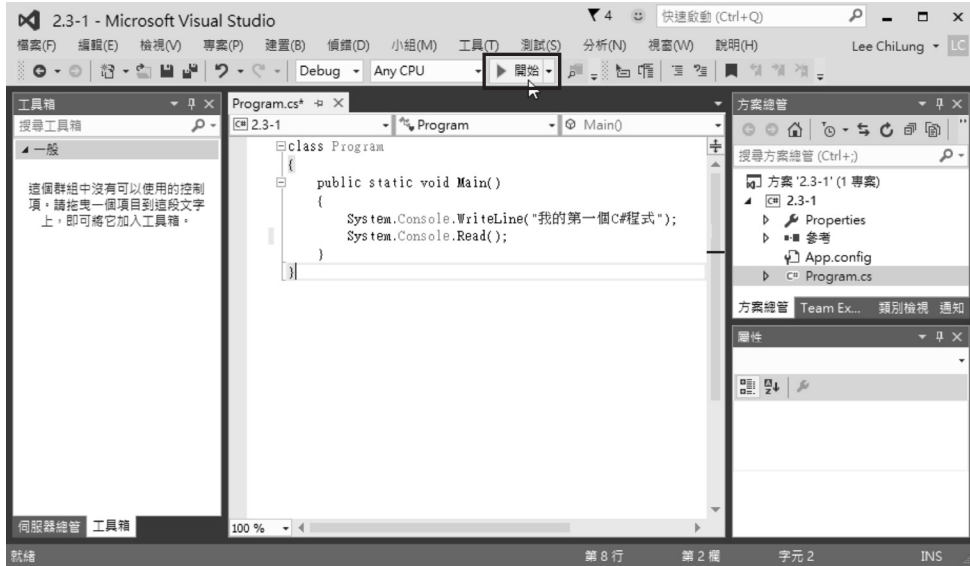 2.3-1 - Microsoft Visual Studio
4
快速啟動 (Ctrl+Q)
檔案(F) 編輯(E) 檢視(V) 專案(P) 建置(B) 偵錯(D) 小組(M) 工具(T) 測試(S) 分析(N) 視窗(W) 說明(H)
Lee ChiLung
LC
Debug
Any CPU
開始
工具箱
搜尋工具箱
一般
這個群組中沒有可以使用的控制
項。請拖曳一個項目到這段文字
上，即可將它加入工具箱。
伺服器總管 工具箱
Program.cs*
C# 2.3-1
Program
Main()
class Program
{
public static void Main()
{
System.Console.WriteLine("我的第一個C#程式");
System.Console.Read();
}
}
100 %
方案總管
搜尋方案總管 (Ctrl+;)
方案 '2.3-1' (1 專案)
C# 2.3-1
Properties
參考
App.config
C# Program.cs
方案總管 Team Ex... 類別檢視 通知
屬性
就緒
第 8 行
第 2 欄
字元 2
INS